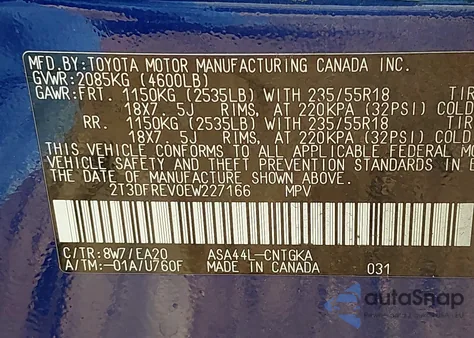 MFD.BY: TOYOTA MOTOR MANUFACTURING CANADA INC.
GVWR: 2085KG (4600LB)
GAWR: FRT. 1150KG (2535LB) WITH 235/55R18 TIR
18X7 5J RIMS, AT 220KPA (32PSI) COLD
RR. 1150KG (2535LB) WITH 235/55R18 TIR
18X7 5J RIMS, AT 220KPA (32PSI) COLD
THIS VEHICLE CONFORMS TO ALL APPLICABLE FEDERAL MOT
SAFETY AND THEFT PREVENTION STANDARDS IN E
THE DATE OF MANUFACTURE SHOWN ABOVE.
2T3DFREV0EW227166 MPV
C/TR: 8W7/EA20 ASA44L-CNTGKA
A/TM: -01A/U760F MADE IN CANADA 031
autoSnap